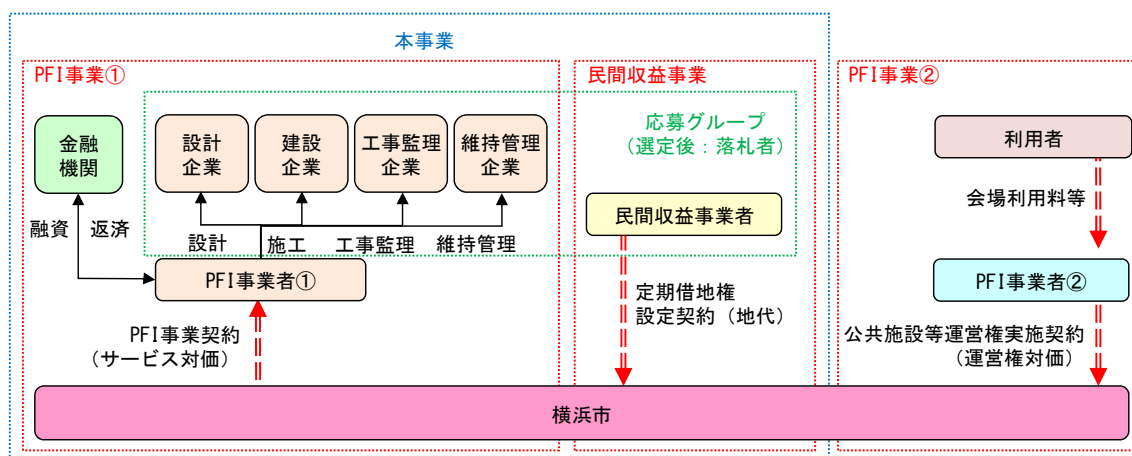 本事業
PFI事業①
民間収益事業
PFI事業②
応募グループ
（選定後：落札者）
金融
機関
設計
企業
建設
企業
工事監理
企業
維持管理
企業
利用者
会場利用料等
民間収益事業者
融資
返済
設計
施工
工事監理
維持管理
PFI事業者①
PFI事業者②
定期借地権
設定契約（地代）
PFI事業契約
（サービス対価）
公共施設等運営権実施契約
（運営権対価）
横浜市